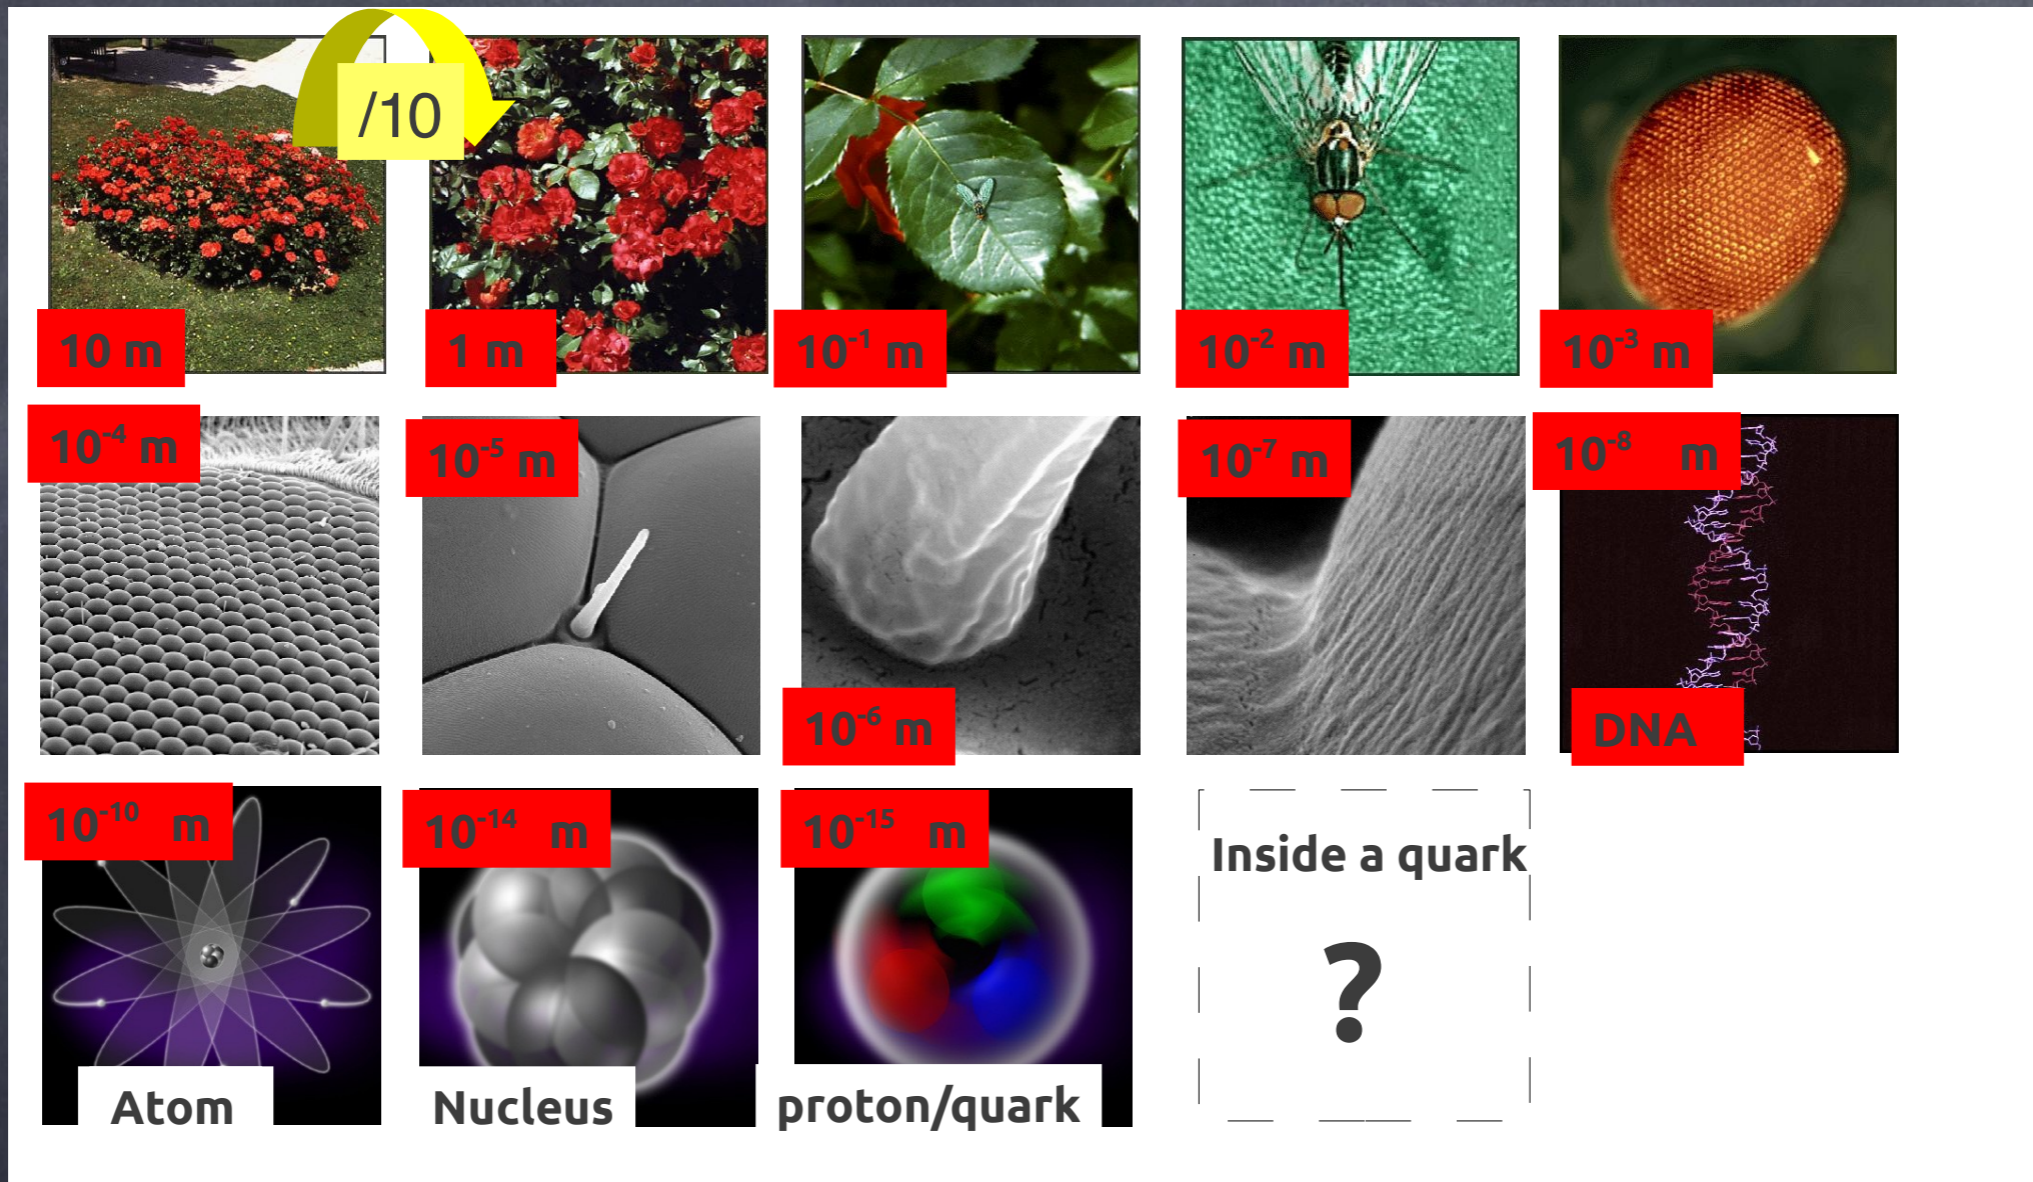 /10
10 m
1 m
10⁻¹ m
10⁻² m
10⁻³ m
10⁻⁴ m
10⁻⁵ m
10⁻⁶ m
10⁻⁷ m
10⁻⁸ m
DNA
10⁻¹⁰ m
Atom
10⁻¹⁴ m
Nucleus
10⁻¹⁵ m
proton/quark
Inside a quark
?